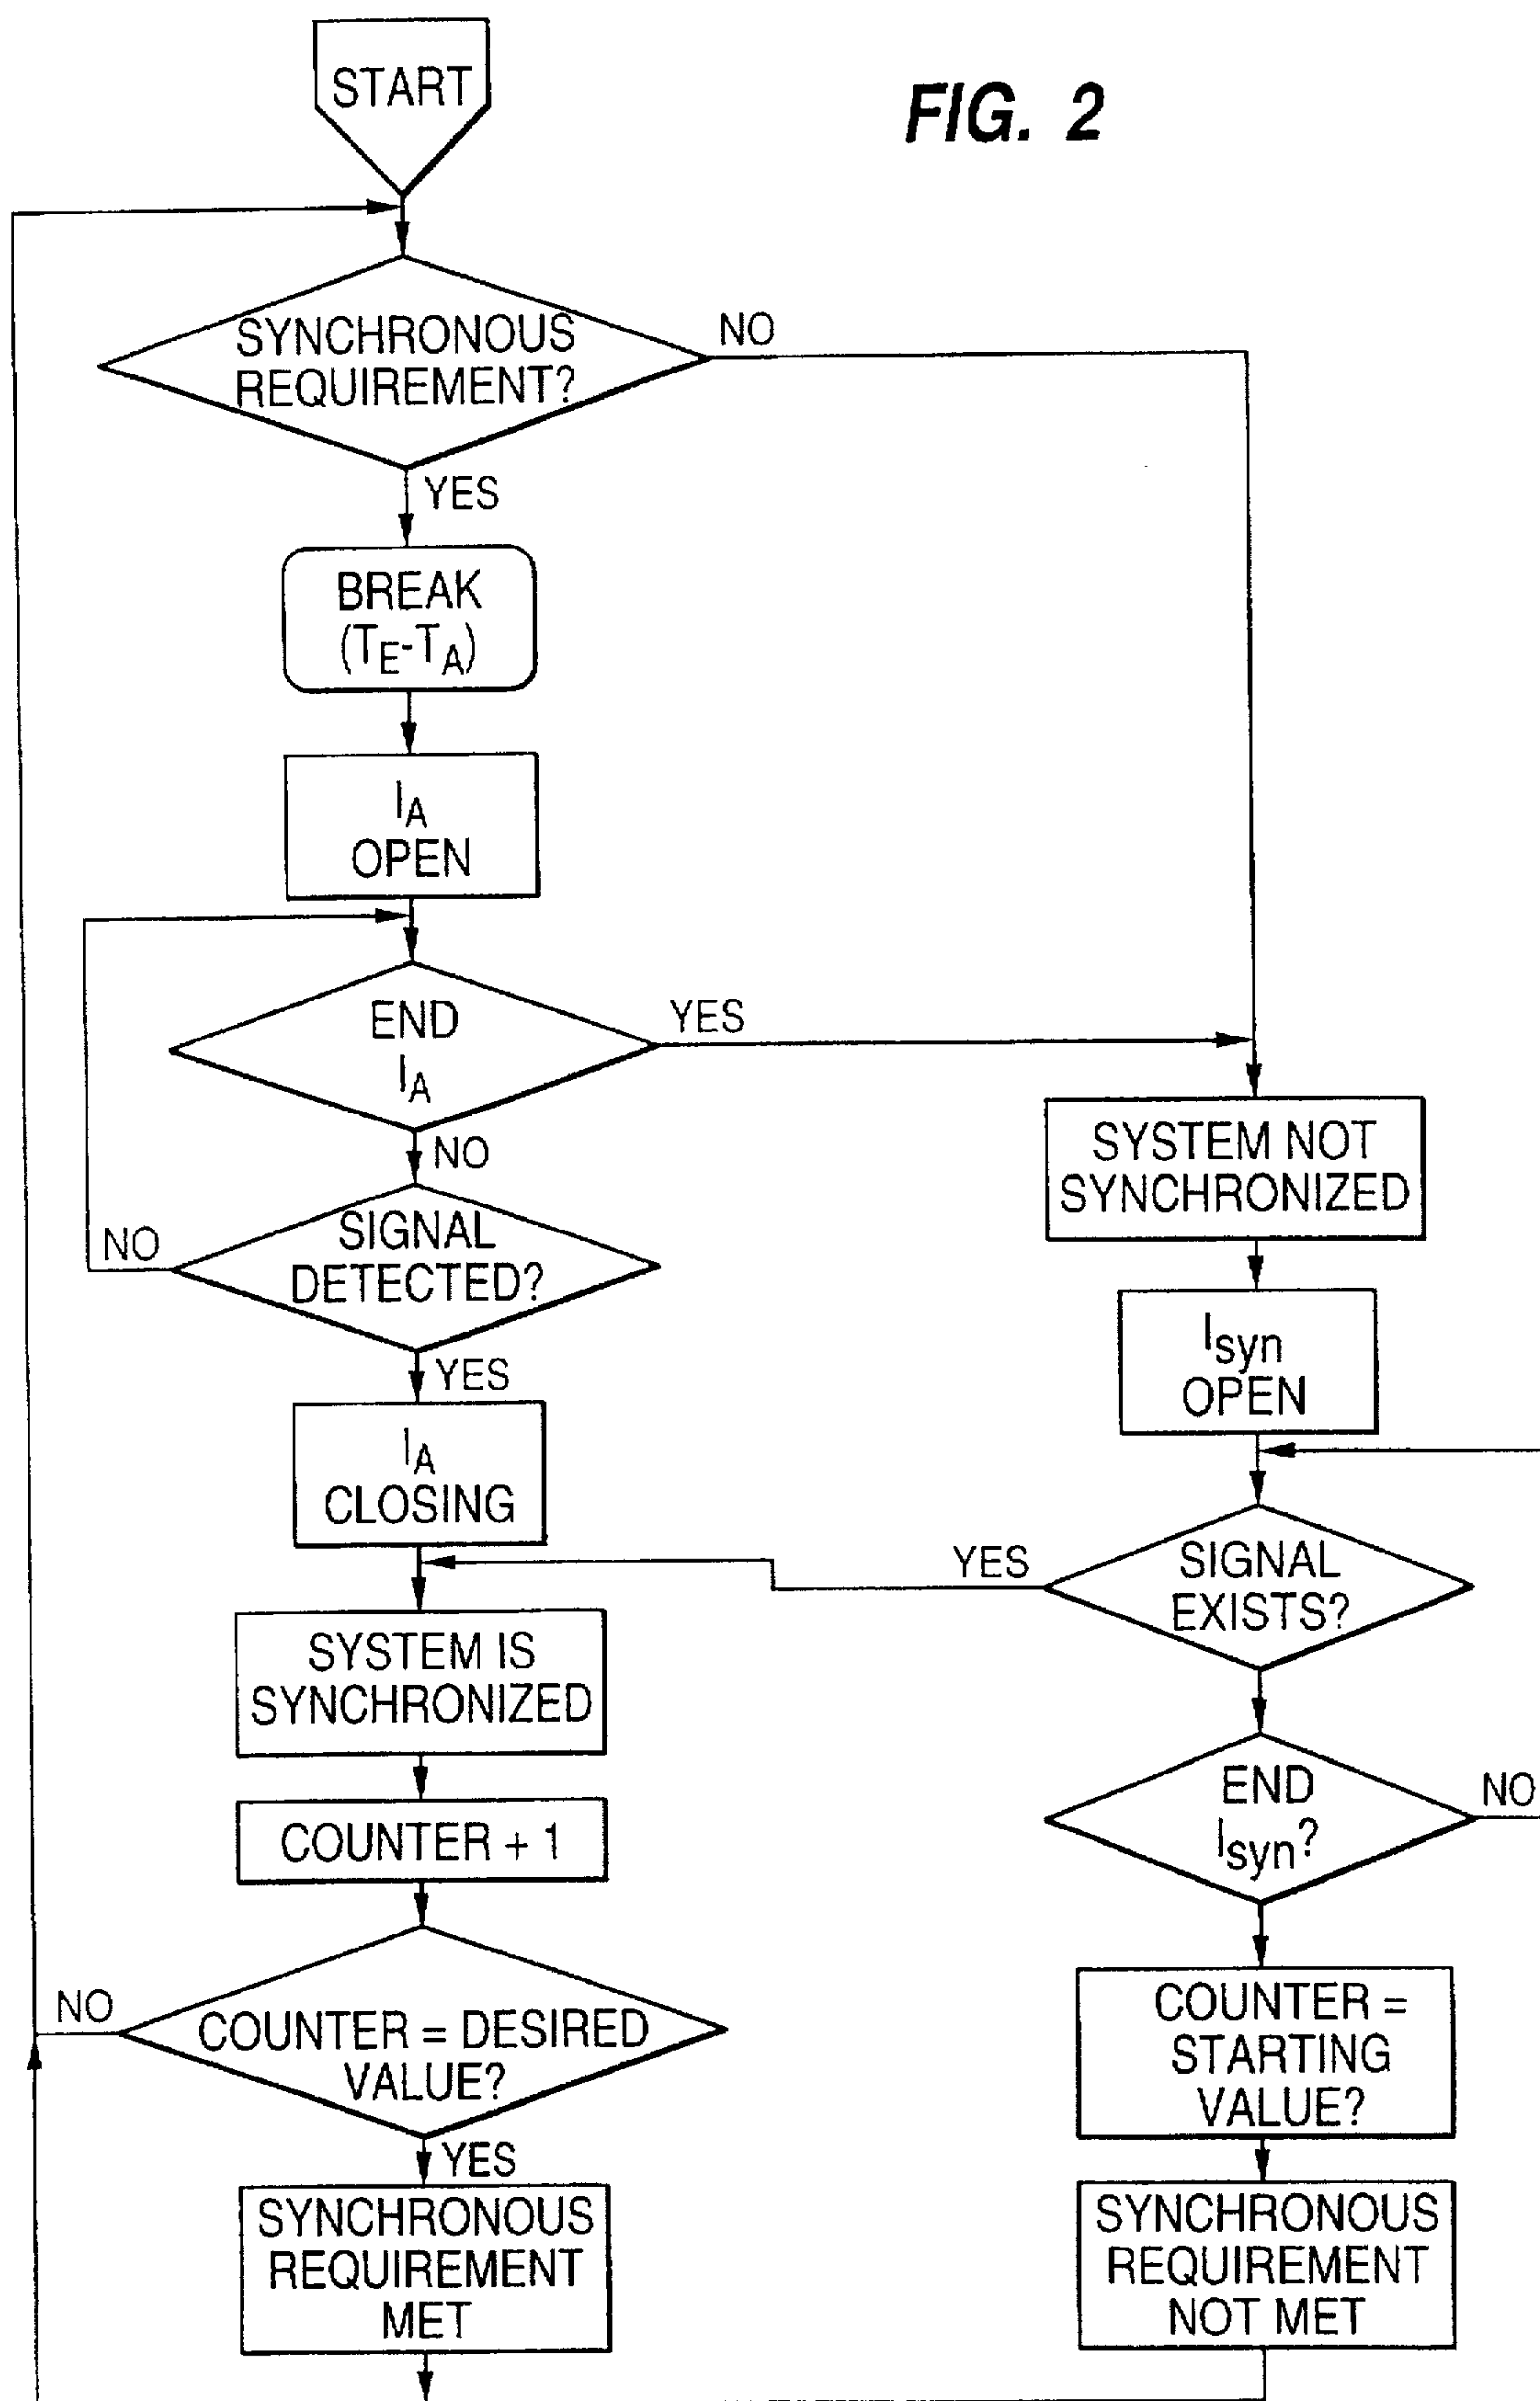 START
FIG. 2
SYNCHRONOUS
REQUIREMENT?
NO
YES
BREAK
(TE-TA)
IA
OPEN
END
IA
YES
NO
SIGNAL
DETECTED?
NO
YES
IA
CLOSING
SYSTEM IS
SYNCHRONIZED
COUNTER + 1
COUNTER = DESIRED
VALUE?
NO
YES
SYNCHRONOUS
REQUIREMENT
MET
SYSTEM NOT
SYNCHRONIZED
Isyn
OPEN
SIGNAL
EXISTS?
YES
END
Isyn?
NO
COUNTER =
STARTING
VALUE?
SYNCHRONOUS
REQUIREMENT
NOT MET